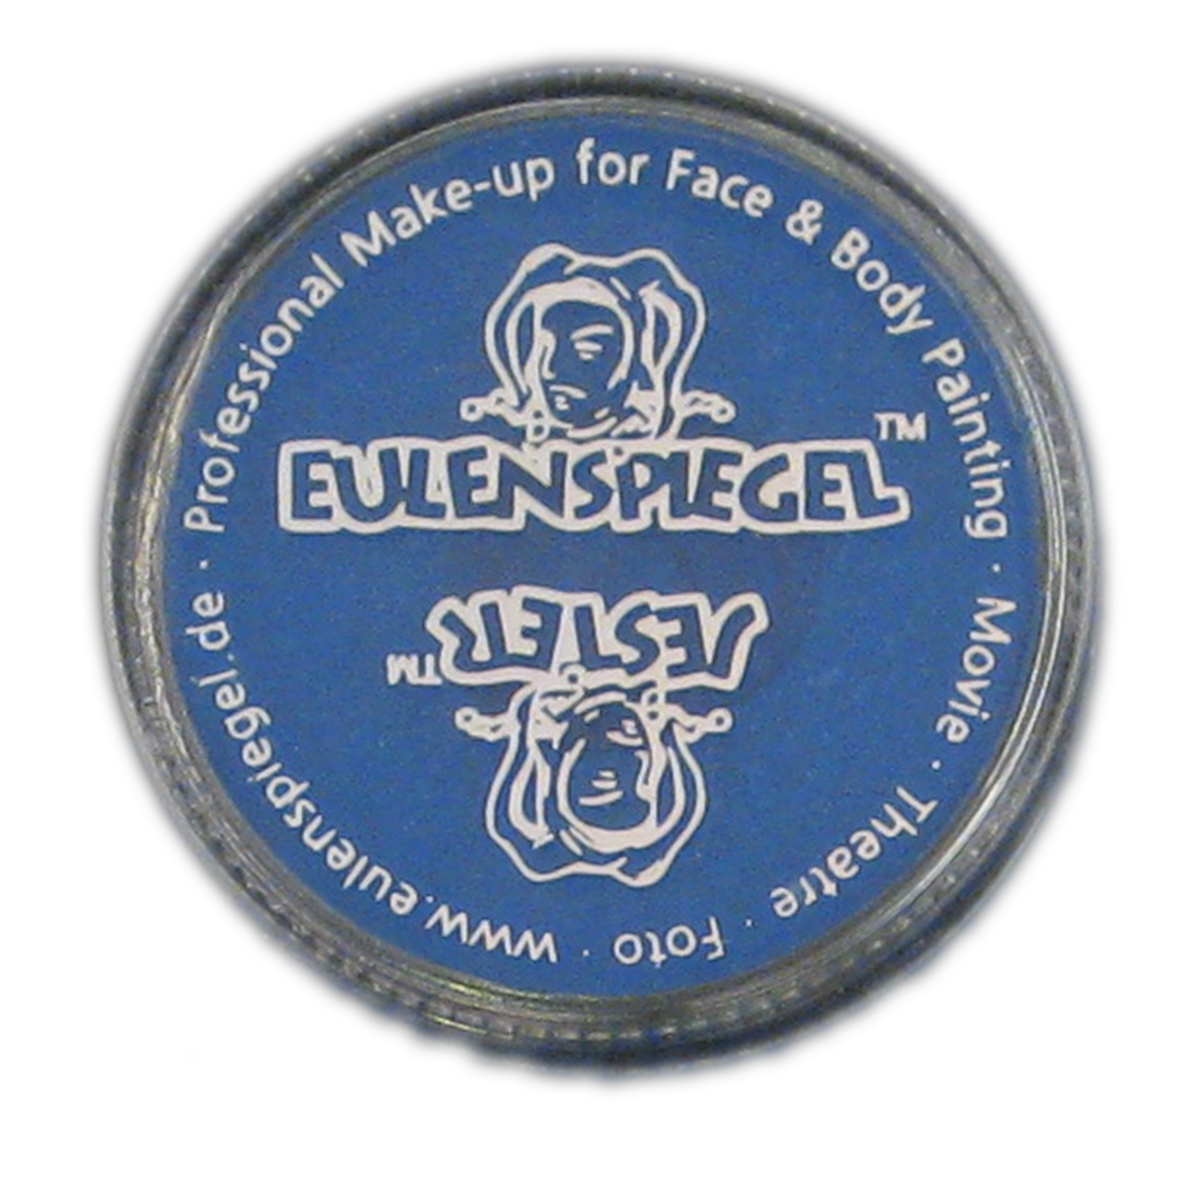 Professional Make-up for Face & Body Painting · Movie · Theatre · Foto · www.eulenspiegel.de ·
EULENSPIEGEL™
JESTER™